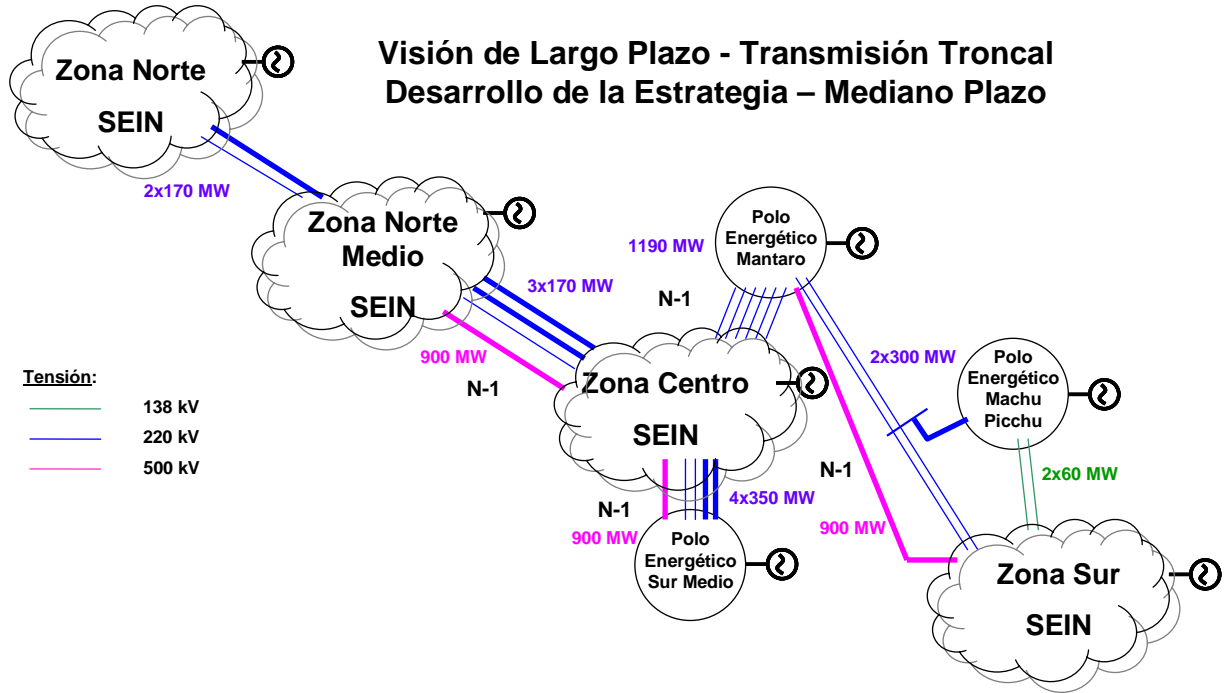 Visión de Largo Plazo - Transmisión Troncal
Desarrollo de la Estrategia – Mediano Plazo
Zona Norte
SEIN
2x170 MW
Zona Norte
Medio
SEIN
3x170 MW
900 MW
N-1
Polo
Energético
Mantaro
1190 MW
N-1
Zona Centro
SEIN
2x300 MW
Polo
Energético
Machu
Picchu
2x60 MW
N-1
900 MW
4x350 MW
N-1
900 MW
Polo
Energético
Sur Medio
Zona Sur
SEIN
Tensión:
138 kV
220 kV
500 kV